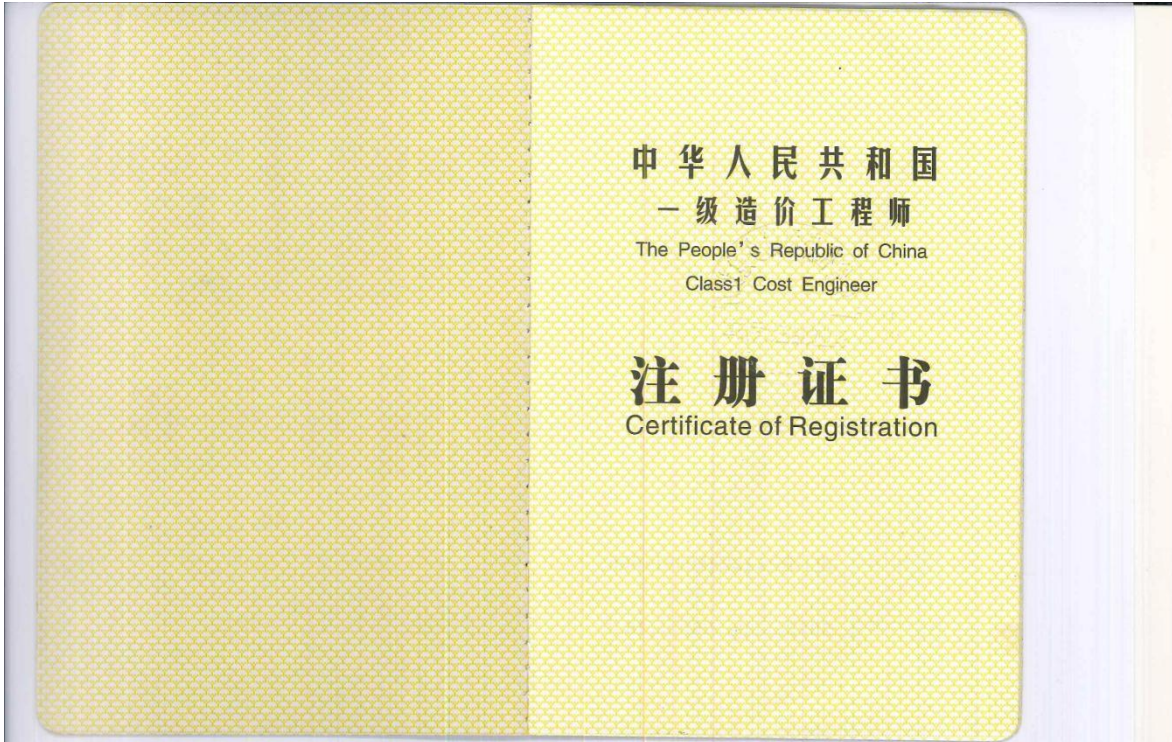 中华人民共和国
一级造价工程师
The People's Republic of China
Class1 Cost Engineer
注册证书
Certificate of Registration